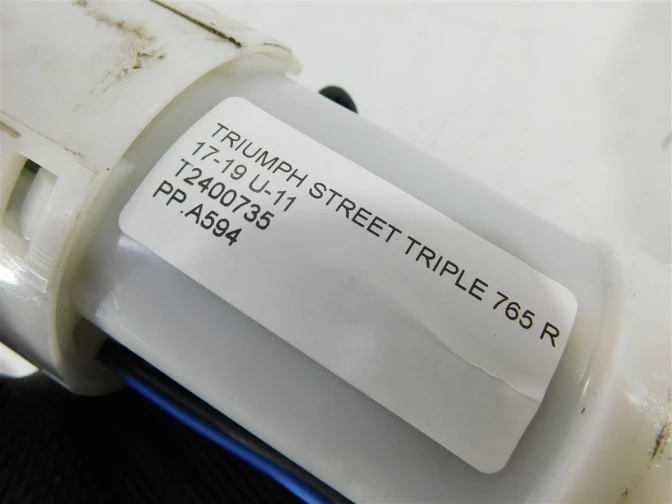 TRIUMPH STREET TRIPLE 765 R
17-19 U-11
T2400735
PP.A594